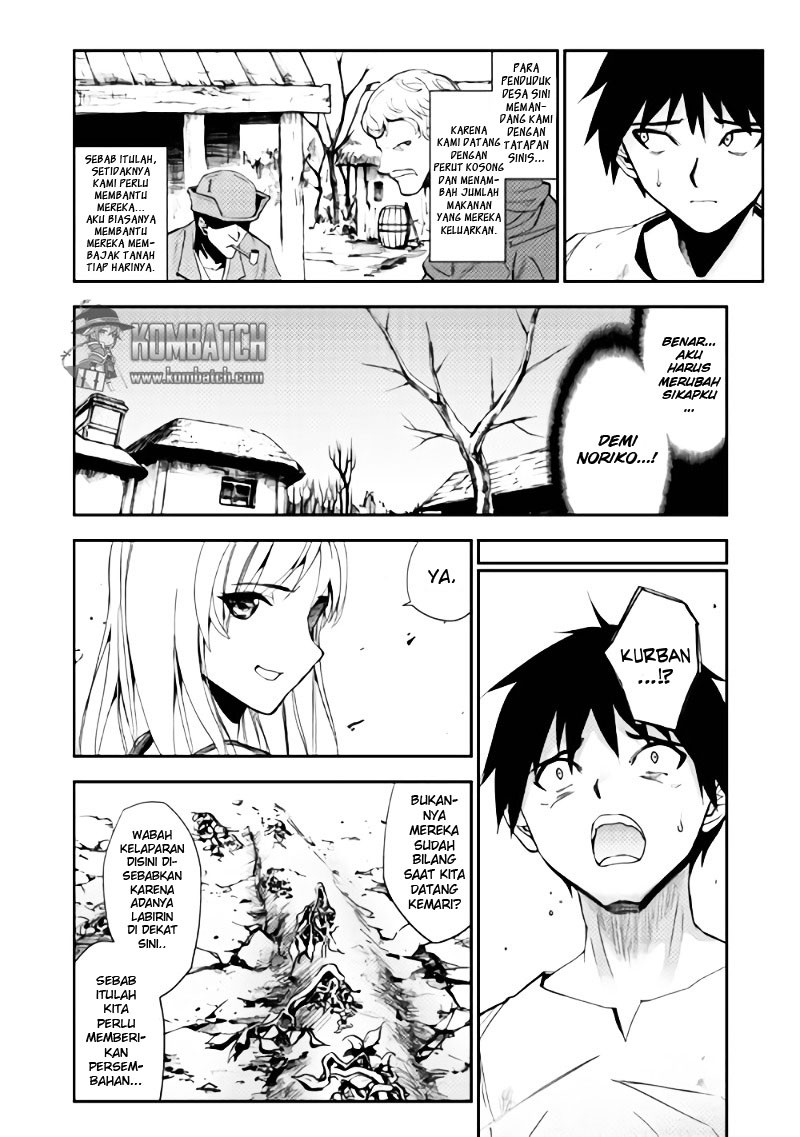 PARA
PENDUDUK
DESA SINI
MEMAN-
DANG KAMI
DENGAN
TATAPAN
SINIS...
KARENA
KAMI DATANG
DENGAN
PERUT KOSONG
DAN MENAM-
BAH JUMLAH
MAKANAN
YANG MEREKA
KELUARKAN.
SEBAB ITULAH,
SETIDAKNYA
KAMI PERLU
MEMBANTU
MEREKA...
AKU BIASANYA
MEMBANTU
MEREKA MEM-
BAJAK TANAH
TIAP HARINYA.
KOMBATCH
www.kombatch.com
BENAR...
AKU
HARUS
MERUBAH
SIKAPKU
...
DEMI
NORIKO...!
KURBAN
...!?
YA.
BUKAN-
NYA
MEREKA
SUDAH
BILANG
SAAT KITA
DATANG
KEMARI?
WABAH
KELAPARAN
DISINI DI-
SEBABKAN
KARENA
ADANYA
LABIRIN
DI DEKAT
SINI..
SEBAB
ITULAH
KITA
PERLU
MEMBERI-
KAN
PERSEM-
BAHAN...